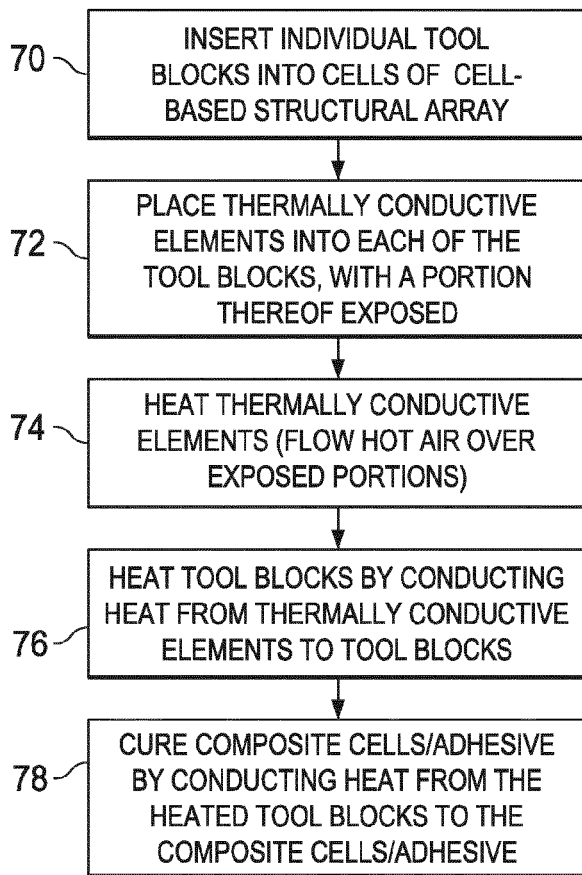 70
INSERT INDIVIDUAL TOOL
BLOCKS INTO CELLS OF CELL-
BASED STRUCTURAL ARRAY
72
PLACE THERMALLY CONDUCTIVE
ELEMENTS INTO EACH OF THE
TOOL BLOCKS, WITH A PORTION
THEREOF EXPOSED
74
HEAT THERMALLY CONDUCTIVE
ELEMENTS (FLOW HOT AIR OVER
EXPOSED PORTIONS)
76
HEAT TOOL BLOCKS BY CONDUCTING
HEAT FROM THERMALLY CONDUCTIVE
ELEMENTS TO TOOL BLOCKS
78
CURE COMPOSITE CELLS/ADHESIVE
BY CONDUCTING HEAT FROM THE
HEATED TOOL BLOCKS TO THE
COMPOSITE CELLS/ADHESIVE